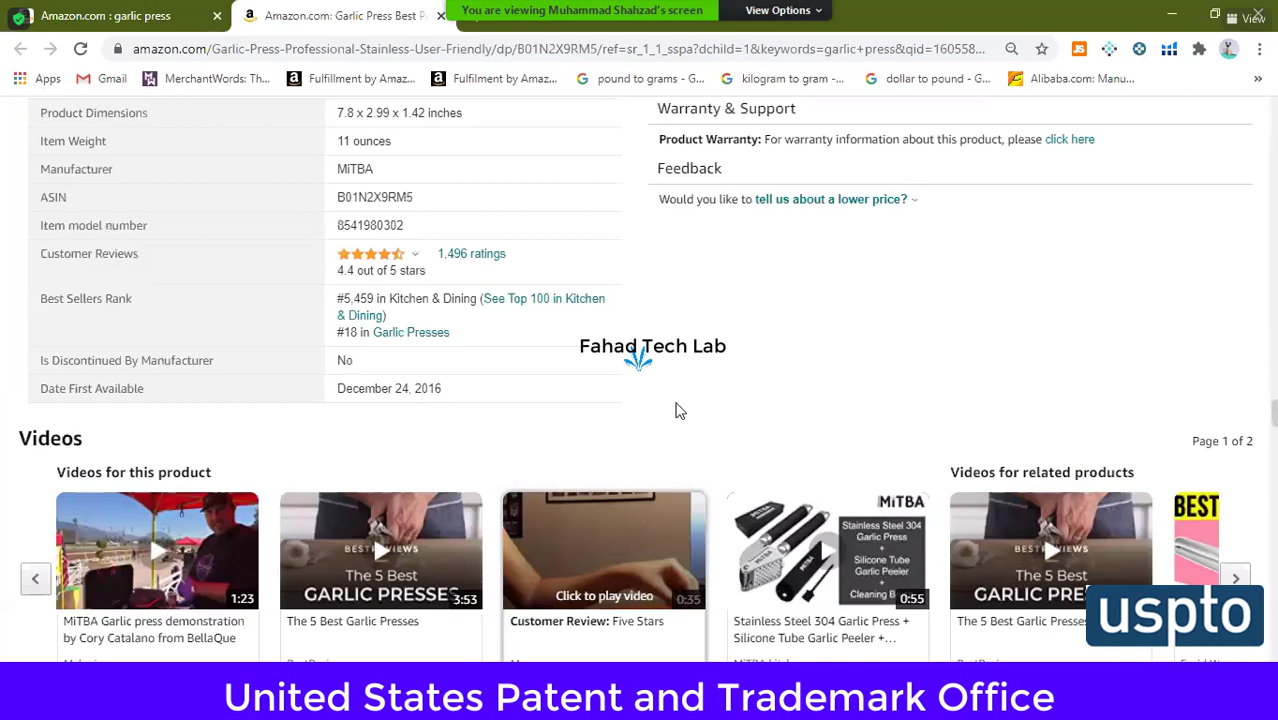 Amazon.com : garlic press
Amazon.com: Garlic Press Best P
You are viewing Muhammad Shahzad's screen
View Options
View
amazon.com/Garlic-Press-Professional-Stainless-User-Friendly/dp/B01N2X9RM5/ref=sr_1_1_sspa?dchild=1&keywords=garlic+press&qid=160558...
Apps
Gmail
MerchantWords: Th...
Fulfillment by Amaz...
Fulfilment by Amaz...
pound to grams - G...
kilogram to gram -...
dollar to pound - G...
Alibaba.com: Manu...
Product Dimensions
7.8 x 2.99 x 1.42 inches
Item Weight
11 ounces
Manufacturer
MiTBA
ASIN
B01N2X9RM5
Item model number
8541980302
Customer Reviews
1,496 ratings
4.4 out of 5 stars
Best Sellers Rank
#5,459 in Kitchen & Dining (See Top 100 in Kitchen
& Dining)
#18 in Garlic Presses
Is Discontinued By Manufacturer
No
Date First Available
December 24, 2016
Warranty & Support
Product Warranty: For warranty information about this product, please click here
Feedback
Would you like to tell us about a lower price?
Fahad Tech Lab
Videos
Page 1 of 2
Videos for this product
Videos for related products
1:23
MiTBA Garlic press demonstration
by Cory Catalano from BellaQue
BESTREVIEWS
The 5 Best
GARLIC PRESSES
3:53
The 5 Best Garlic Presses
Click to play video
0:35
Customer Review: Five Stars
MiTBA
Stainless Steel 304
Garlic Press
+
Silicone Tube
Garlic Peeler
+
Cleaning B
0:55
Stainless Steel 304 Garlic Press +
Silicone Tube Garlic Peeler +...
BESTREVIEWS
The 5 Best
GARLIC PRE
The 5 Best Garlic Presses
BEST
uspto
United States Patent and Trademark Office